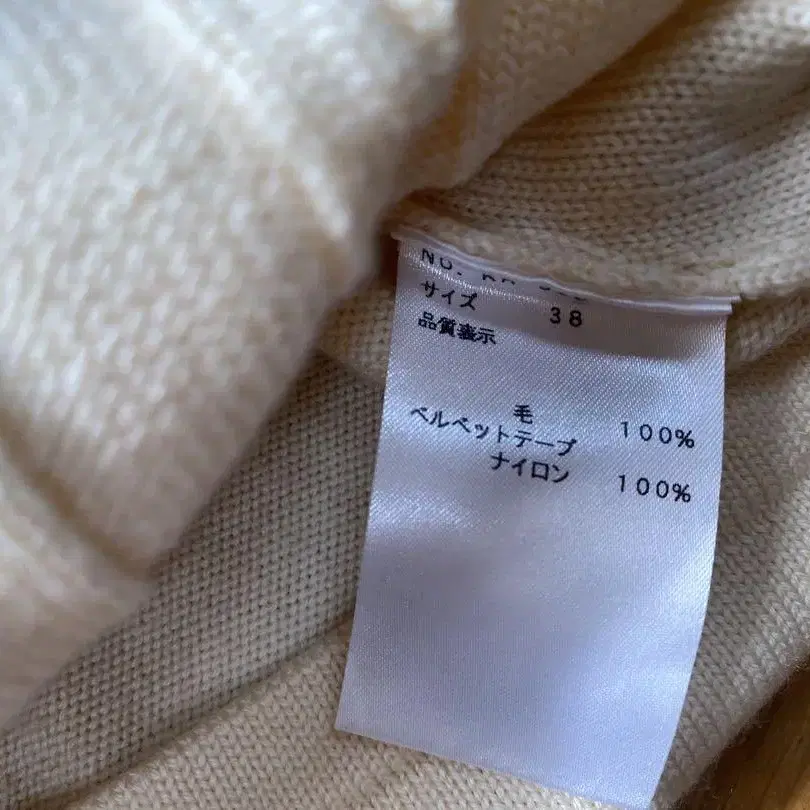 サイズ 38
品質表示
毛 100%
ベルベットテープ
ナイロン 100%